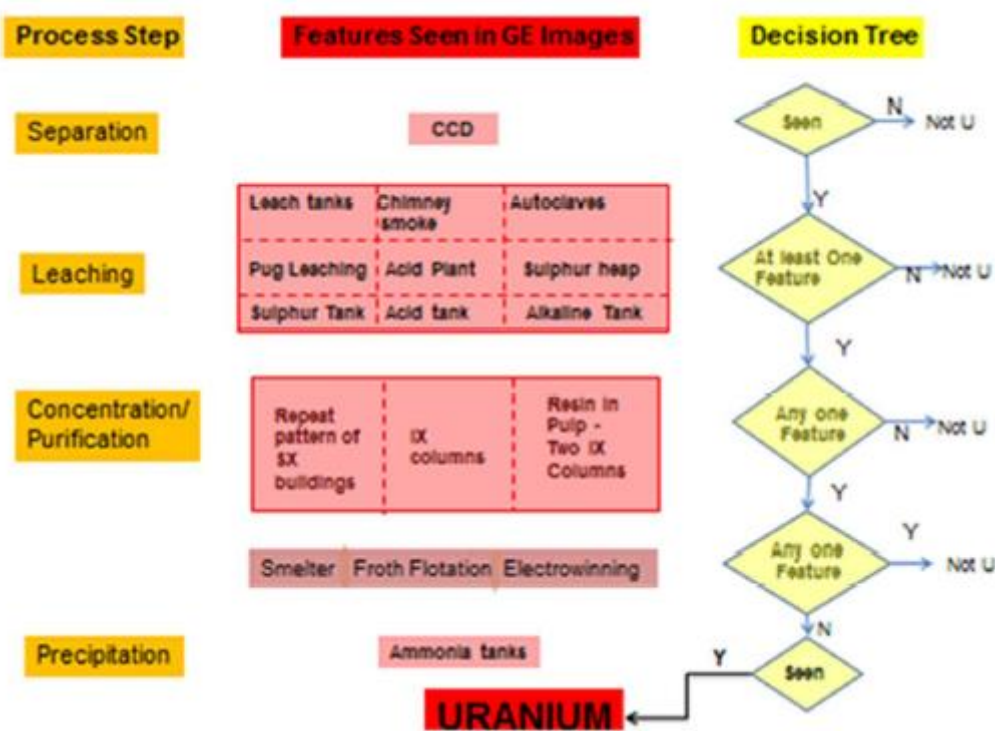 Process Step
Features Seen in GE Images
Decision Tree
Separation
CCD
Seen
N
Not U
Y
Leaching
Leach tanks
Chimney
smoke
Autoclaves
Pug Leaching
Acid Plant
Sulphur heap
Sulphur Tank
Acid tank
Alkaline Tank
At least One
Feature
N
Not U
Y
Concentration/
Purification
Repeat
pattern of
SX
buildings
IX
columns
Resin in
Pulp -
Two IX
Columns
Any one
Feature
N
Not U
Y
Smelter
Froth Flotation
Electrowinning
Any one
Feature
Y
Not U
N
Precipitation
Ammonia tanks
Seen
Y
URANIUM